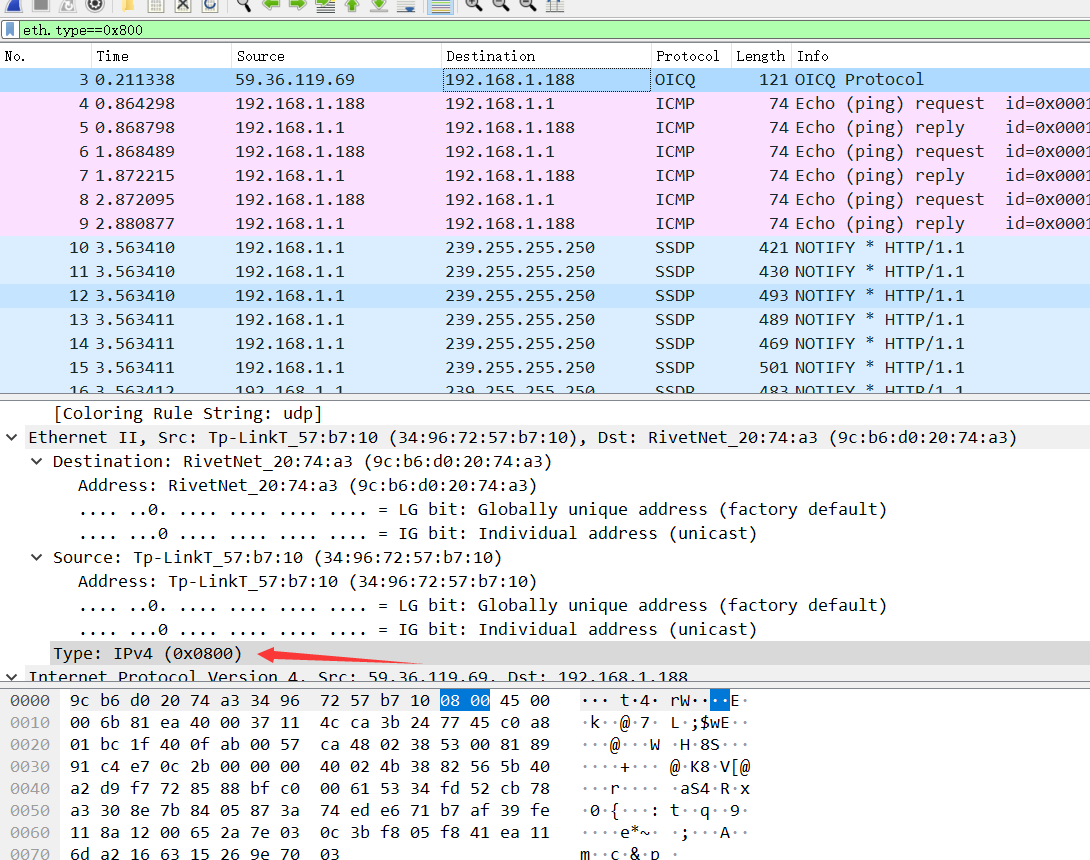 eth.type==0x800
No. Time Source Destination Protocol Length Info
3 0.211338 59.36.119.69 192.168.1.188 OICQ 121 OICQ Protocol
4 0.864298 192.168.1.188 192.168.1.1 ICMP 74 Echo (ping) request id=0x0001
5 0.868798 192.168.1.1 192.168.1.188 ICMP 74 Echo (ping) reply id=0x0001
6 1.868489 192.168.1.188 192.168.1.1 ICMP 74 Echo (ping) request id=0x0001
7 1.872215 192.168.1.1 192.168.1.188 ICMP 74 Echo (ping) reply id=0x0001
8 2.872095 192.168.1.188 192.168.1.1 ICMP 74 Echo (ping) request id=0x0001
9 2.880877 192.168.1.1 192.168.1.188 ICMP 74 Echo (ping) reply id=0x0001
10 3.563410 192.168.1.1 239.255.255.250 SSDP 421 NOTIFY * HTTP/1.1
11 3.563410 192.168.1.1 239.255.255.250 SSDP 430 NOTIFY * HTTP/1.1
12 3.563410 192.168.1.1 239.255.255.250 SSDP 493 NOTIFY * HTTP/1.1
13 3.563411 192.168.1.1 239.255.255.250 SSDP 489 NOTIFY * HTTP/1.1
14 3.563411 192.168.1.1 239.255.255.250 SSDP 469 NOTIFY * HTTP/1.1
15 3.563411 192.168.1.1 239.255.255.250 SSDP 501 NOTIFY * HTTP/1.1
16 3.563412 192.168.1.1 239.255.255.250 SSDP 483 NOTIFY * HTTP/1.1
[Coloring Rule String: udp]
Ethernet II, Src: Tp-LinkT_57:b7:10 (34:96:72:57:b7:10), Dst: RivetNet_20:74:a3 (9c:b6:d0:20:74:a3)
Destination: RivetNet_20:74:a3 (9c:b6:d0:20:74:a3)
Address: RivetNet_20:74:a3 (9c:b6:d0:20:74:a3)
.... ..0. .... .... .... .... = LG bit: Globally unique address (factory default)
.... ...0 .... .... .... .... = IG bit: Individual address (unicast)
Source: Tp-LinkT_57:b7:10 (34:96:72:57:b7:10)
Address: Tp-LinkT_57:b7:10 (34:96:72:57:b7:10)
.... ..0. .... .... .... .... = LG bit: Globally unique address (factory default)
.... ...0 .... .... .... .... = IG bit: Individual address (unicast)
Type: IPv4 (0x0800)
Internet Protocol Version 4, Src: 59.36.119.69, Dst: 192.168.1.188
0000 9c b6 d0 20 74 a3 34 96 72 57 b7 10 08 00 45 00 ··· t·4· rW····E·
0010 00 6b 81 ea 40 00 37 11 4c ca 3b 24 77 45 c0 a8 ·k··@·7· L·;$wE··
0020 01 bc 1f 40 0f ab 00 57 ca 48 02 38 53 00 81 89 ···@···W ·H·8S···
0030 91 c4 e7 0c 2b 00 00 00 40 02 4b 38 82 56 5b 40 ····+··· @·K8·V[@
0040 a2 d9 f7 72 85 88 bf c0 00 61 53 34 fd 52 cb 78 ···r···· ·aS4·R·x
0050 a3 30 8e 7b 84 05 87 3a 74 ed e6 71 b7 af 39 fe ·0·{···: t··q··9·
0060 11 8a 12 00 65 2a 7e 03 0c 3b f8 05 f8 41 ea 11 ····e*~· ·;···A··
0070 6d a2 16 63 15 26 9e 70 03 m··c·&·p ·